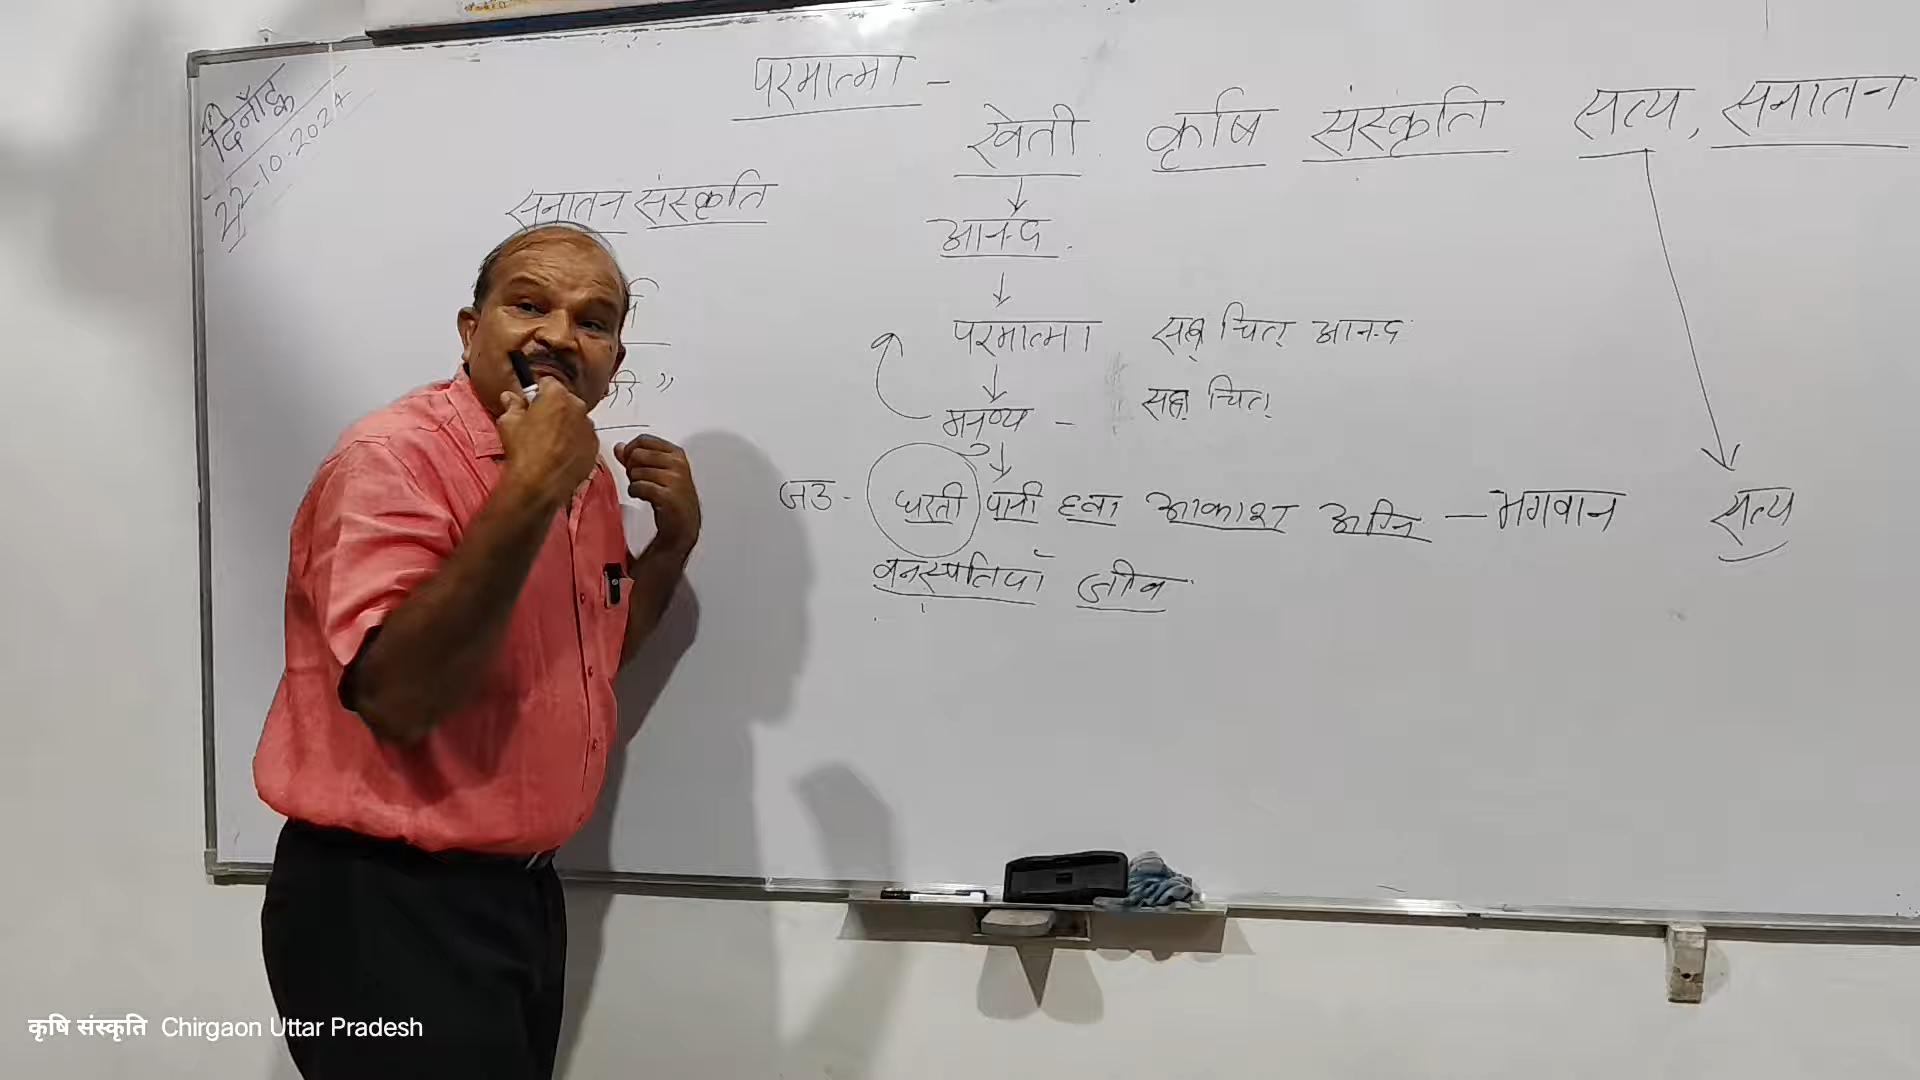 दिनाँक
22-10-2024
परमात्मा -
खेती कृषि संस्कृति सत्य, सनातन
सनातन संस्कृति
आनन्द
परमात्मा सत् चित् आनन्द
मनुष्य - सत् चित्
जड - धरती पानी हवा आकाश अग्नि - भगवान सत्य
वनस्पतियाँ जीव
कृषि संस्कृति Chirgaon Uttar Pradesh